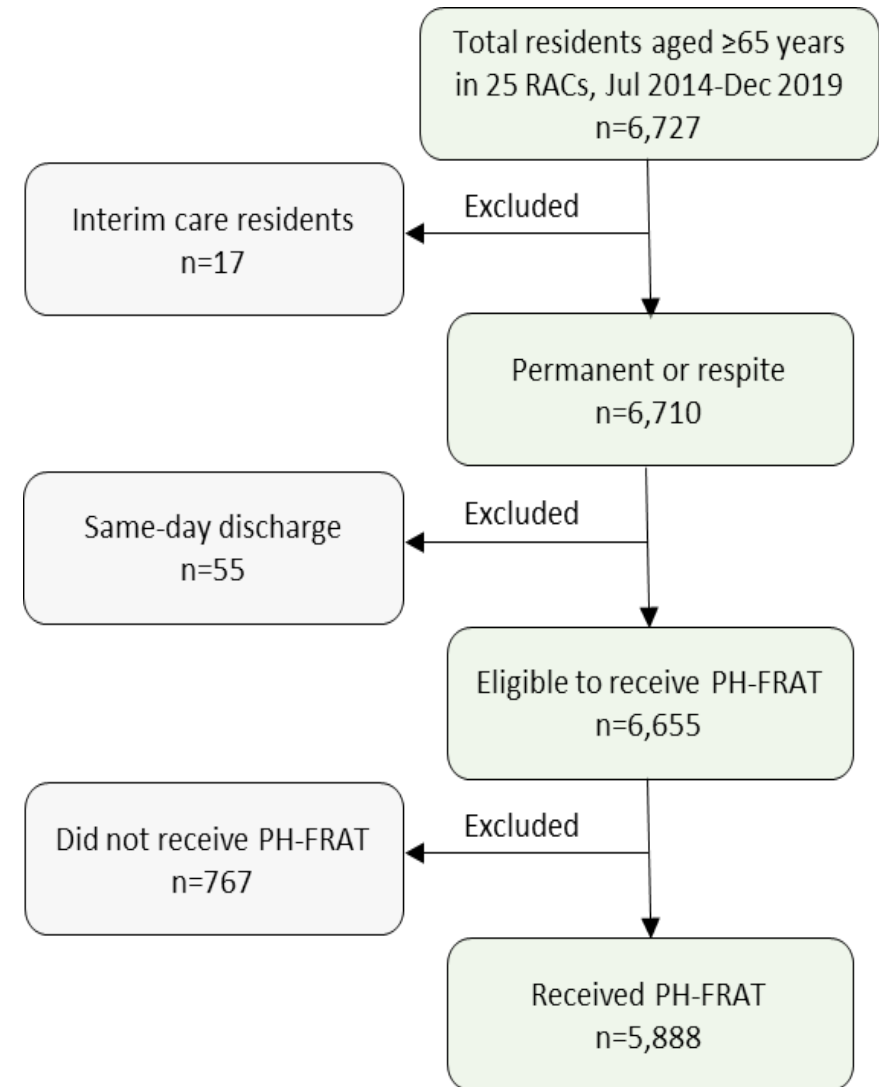 Total residents aged ≥65 years
in 25 RACs, Jul 2014-Dec 2019
n=6,727
Excluded
Interim care residents
n=17
Permanent or respite
n=6,710
Excluded
Same-day discharge
n=55
Eligible to receive PH-FRAT
n=6,655
Excluded
Did not receive PH-FRAT
n=767
Received PH-FRAT
n=5,888